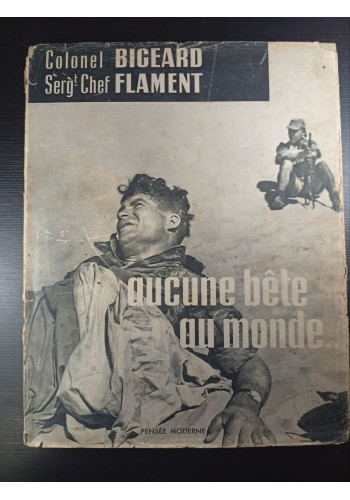 Colonel BIGEARD
Sergt Chef FLAMENT
aucune bête
au monde...
PENSÉE MODERNE